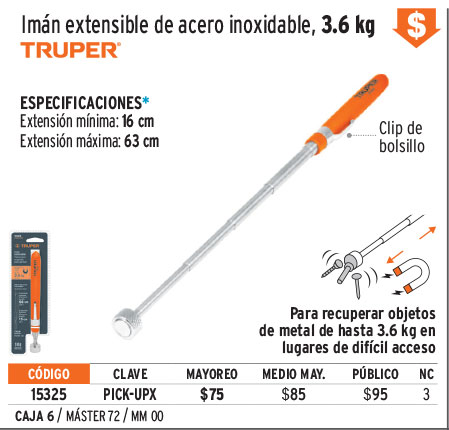 Imán extensible de acero inoxidable, 3.6 kg
TRUPER®
$
ESPECIFICACIONES*
Extensión mínima: 16 cm
Extensión máxima: 63 cm
Clip de
bolsillo
TRUPER
Para recuperar objetos
de metal de hasta 3.6 kg en
lugares de difícil acceso
CÓDIGO CLAVE MAYOREO MEDIO MAY. PÚBLICO NC
15325 PICK-UPX $75 $85 $95 3
CAJA 6 / MÁSTER 72 / MM 00